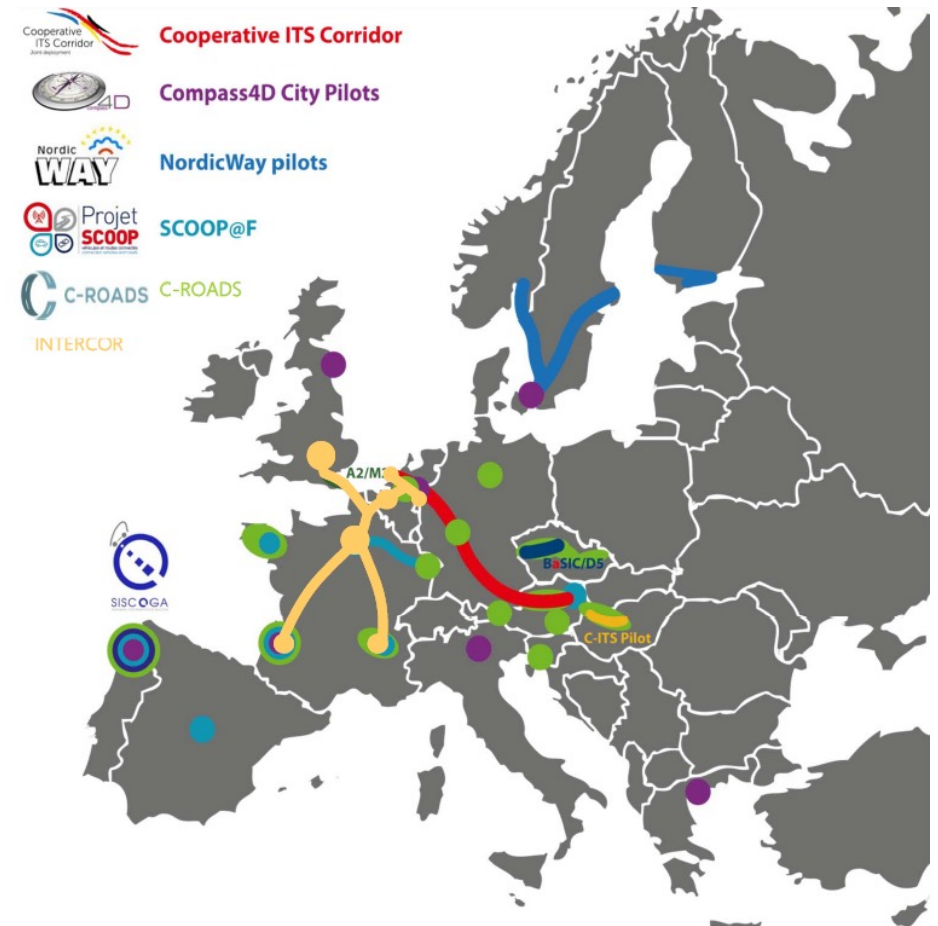 Cooperative
ITS Corridor
Joint deployment
Cooperative ITS Corridor
4D
Compass4D City Pilots
Nordic
WAY
NordicWay pilots
Projet
SCOOP
SCOOP@F
C-ROADS
C-ROADS
INTERCOR
A2/M
BaSIC/D5
SISCOGA
C-ITS Pilot